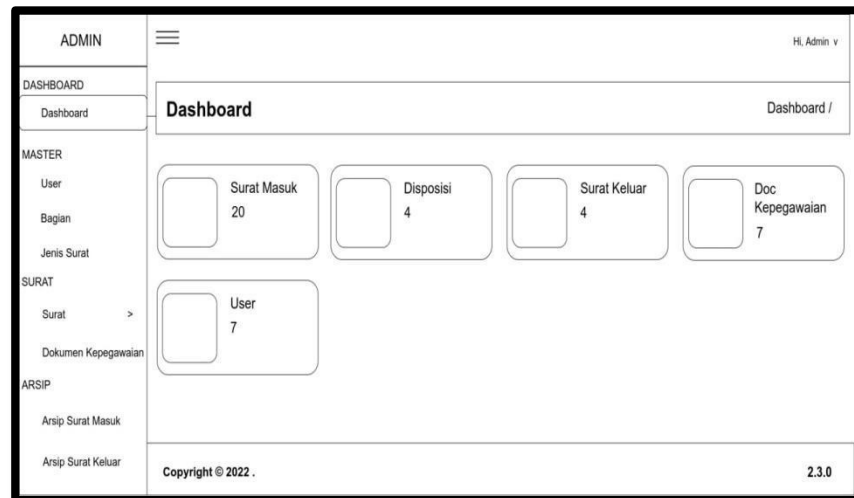 ADMIN
Hi, Admin v
DASHBOARD
Dashboard
Dashboard
Dashboard /
MASTER
User
Bagian
Jenis Surat
SURAT
Surat >
Dokumen Kepegawaian
ARSIP
Arsip Surat Masuk
Arsip Surat Keluar
Surat Masuk
20
Disposisi
4
Surat Keluar
4
Doc
Kepegawaian
7
User
7
Copyright © 2022 .
2.3.0